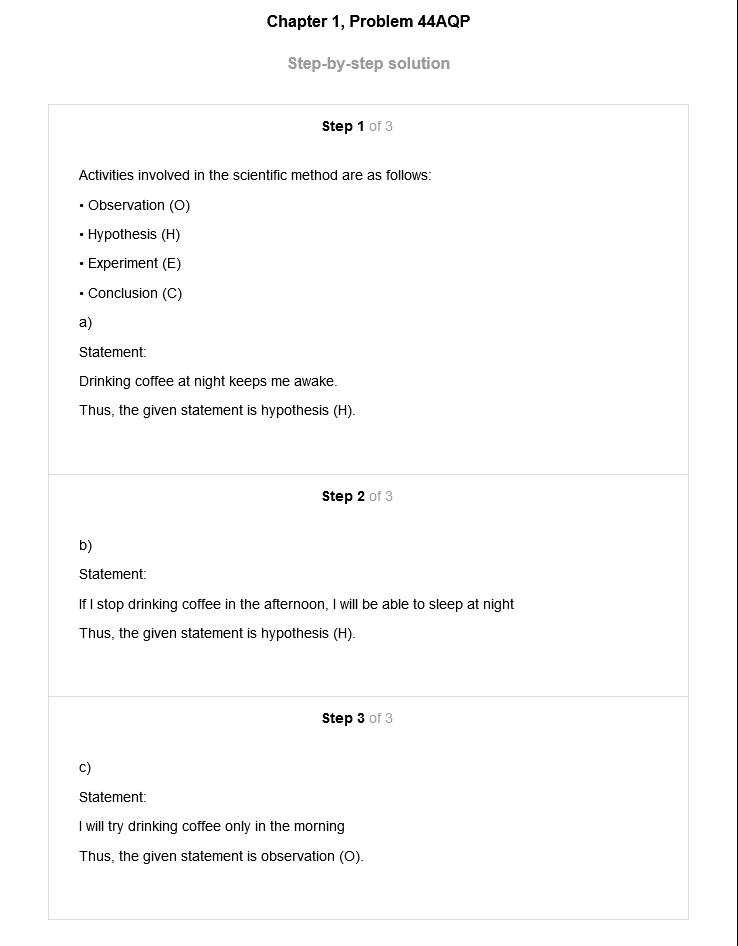 Chapter 1, Problem 44AQP
Step-by-step solution
Step 1 of 3
Activities involved in the scientific method are as follows:
• Observation (O)
• Hypothesis (H)
• Experiment (E)
• Conclusion (C)
a)
Statement:
Drinking coffee at night keeps me awake.
Thus, the given statement is hypothesis (H).
Step 2 of 3
b)
Statement:
If I stop drinking coffee in the afternoon, I will be able to sleep at night
Thus, the given statement is hypothesis (H).
Step 3 of 3
c)
Statement:
I will try drinking coffee only in the morning
Thus, the given statement is observation (O).